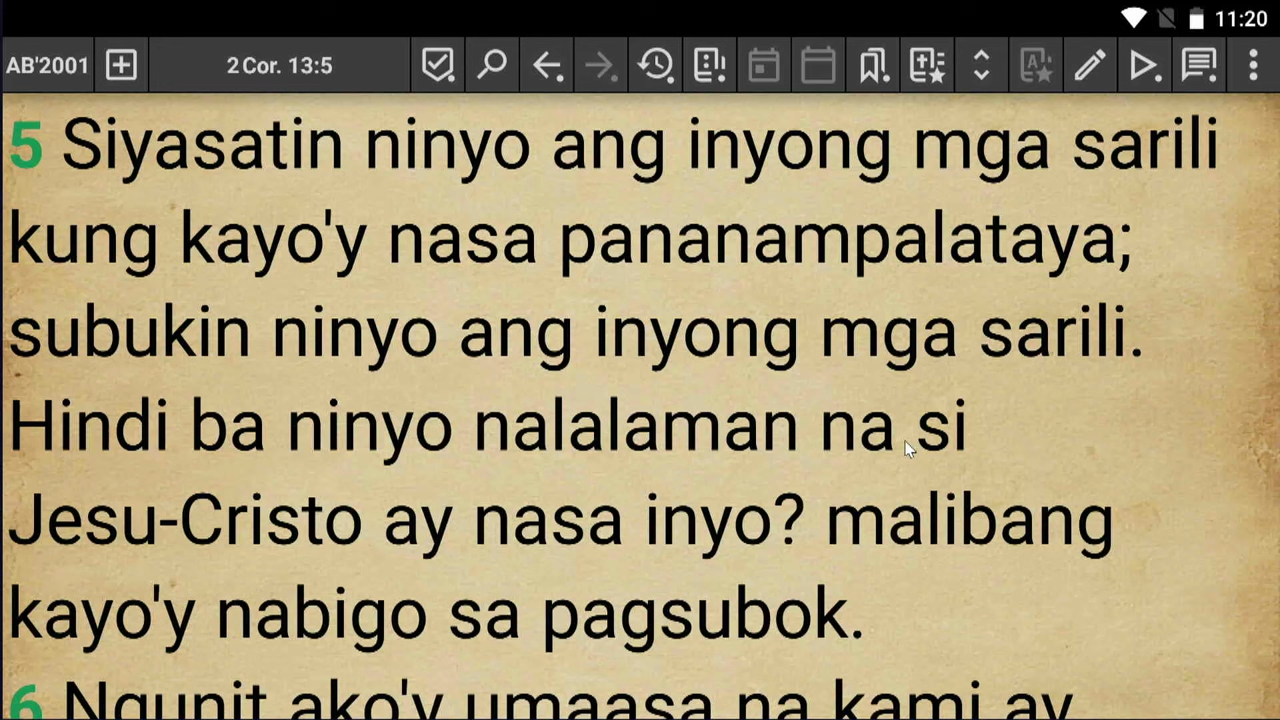 11:20
AB'2001 2 Cor. 13:5
5 Siyasatin ninyo ang inyong mga sarili
kung kayo'y nasa pananampalataya;
subukin ninyo ang inyong mga sarili.
Hindi ba ninyo nalalaman na si
Jesu-Cristo ay nasa inyo? malibang
kayo'y nabigo sa pagsubok.
6 Ngunit ako'y umaasa na kami ay